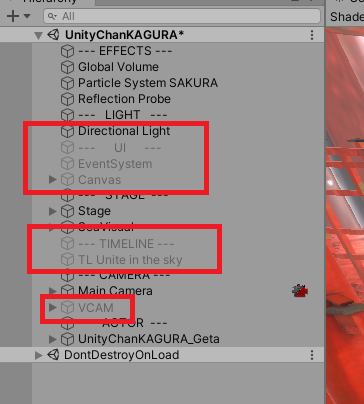 Hierarchy
All
UnityChanKAGURA*
--- EFFECTS ---
Global Volume
Particle System SAKURA
Reflection Probe
--- LIGHT ---
Directional Light
--- UI ---
EventSystem
Canvas
--- STAGE ---
Stage
--- TIMELINE ---
TL Unite in the sky
--- CAMERA ---
Main Camera
VCAM
ACTOR ---
UnityChanKAGURA_Geta
DontDestroyOnLoad
Shade